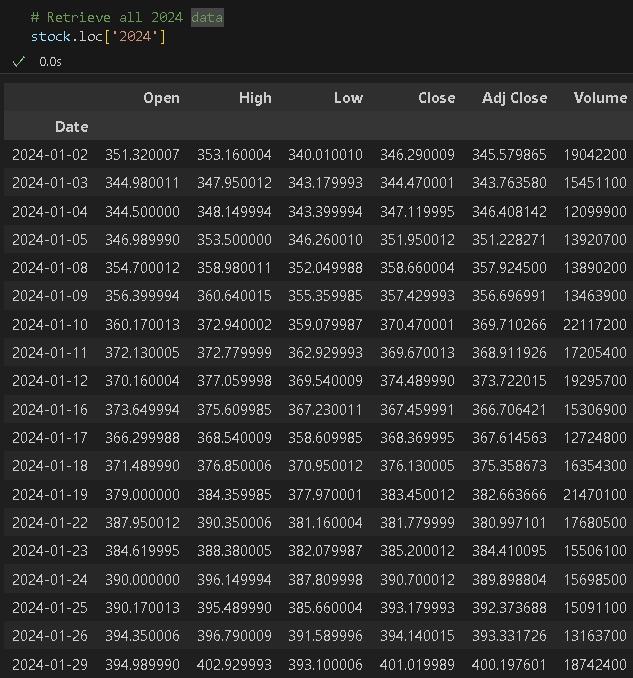 # Retrieve all 2024 data
stock.loc['2024']
0.0s
Open High Low Close Adj Close Volume
Date
2024-01-02 351.320007 353.160004 340.010010 346.290009 345.579865 19042200
2024-01-03 344.980011 347.950012 343.179993 344.470001 343.763580 15451100
2024-01-04 344.500000 348.149994 343.399994 347.119995 346.408142 12099900
2024-01-05 346.989990 353.500000 346.260010 351.950012 351.228271 13920700
2024-01-08 354.700012 358.980011 352.049988 358.660004 357.924500 13890200
2024-01-09 356.399994 360.640015 355.359985 357.429993 356.696991 13463900
2024-01-10 360.170013 372.940002 359.079987 370.470001 369.710266 22117200
2024-01-11 372.130005 372.779999 362.929993 369.670013 368.911926 17205400
2024-01-12 370.160004 377.059998 369.540009 374.489990 373.722015 19295700
2024-01-16 373.649994 375.609985 367.230011 367.459991 366.706421 15306900
2024-01-17 366.299988 368.540009 358.609985 368.369995 367.614563 12724800
2024-01-18 371.489990 376.850006 370.950012 376.130005 375.358673 16354300
2024-01-19 379.000000 384.359985 377.970001 383.450012 382.663666 21470100
2024-01-22 387.950012 390.350006 381.160004 381.779999 380.997101 17680500
2024-01-23 384.619995 388.380005 382.079987 385.200012 384.410095 15506100
2024-01-24 390.000000 396.149994 387.809998 390.700012 389.898804 15698500
2024-01-25 390.170013 395.489990 385.660004 393.179993 392.373688 15091100
2024-01-26 394.350006 396.790009 391.589996 394.140015 393.331726 13163700
2024-01-29 394.989990 402.929993 393.100006 401.019989 400.197601 18742400